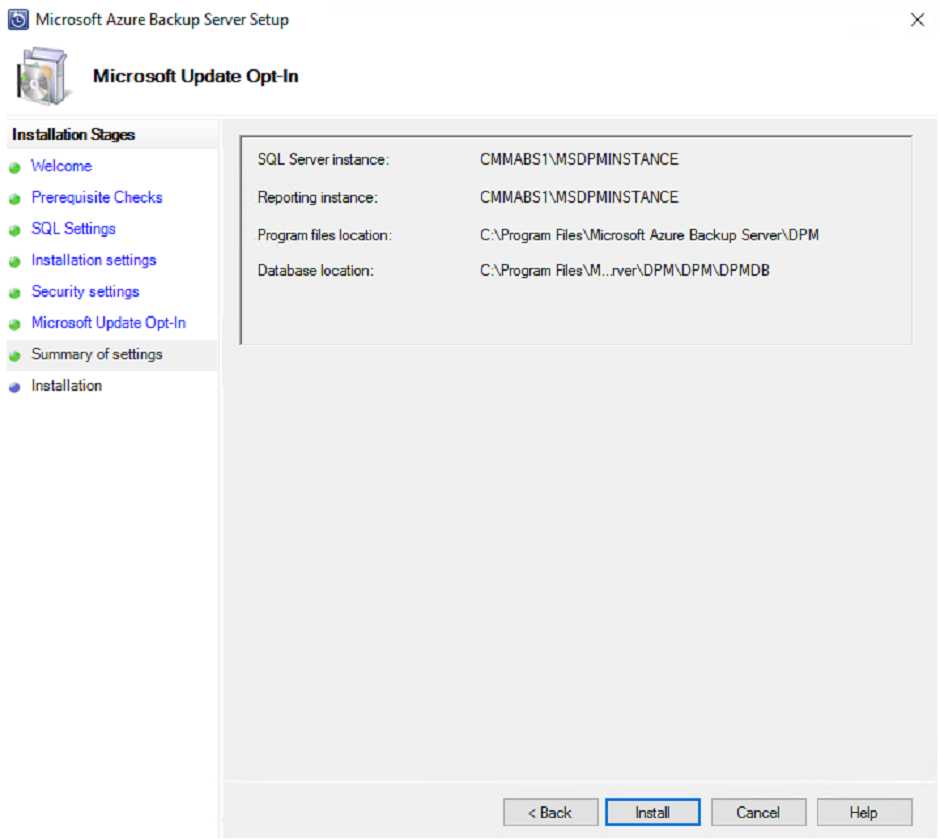 Microsoft Azure Backup Server Setup
Microsoft Update Opt-In
Installation Stages
Welcome
Prerequisite Checks
SQL Settings
Installation settings
Security settings
Microsoft Update Opt-In
Summary of settings
Installation
SQL Server instance: CMMABS1\MSDPMINSTANCE
Reporting instance: CMMABS1\MSDPMINSTANCE
Program files location: C:\Program Files\Microsoft Azure Backup Server\DPM
Database location: C:\Program Files\M...rver\DPM\DPM\DPMDB
< Back Install Cancel Help